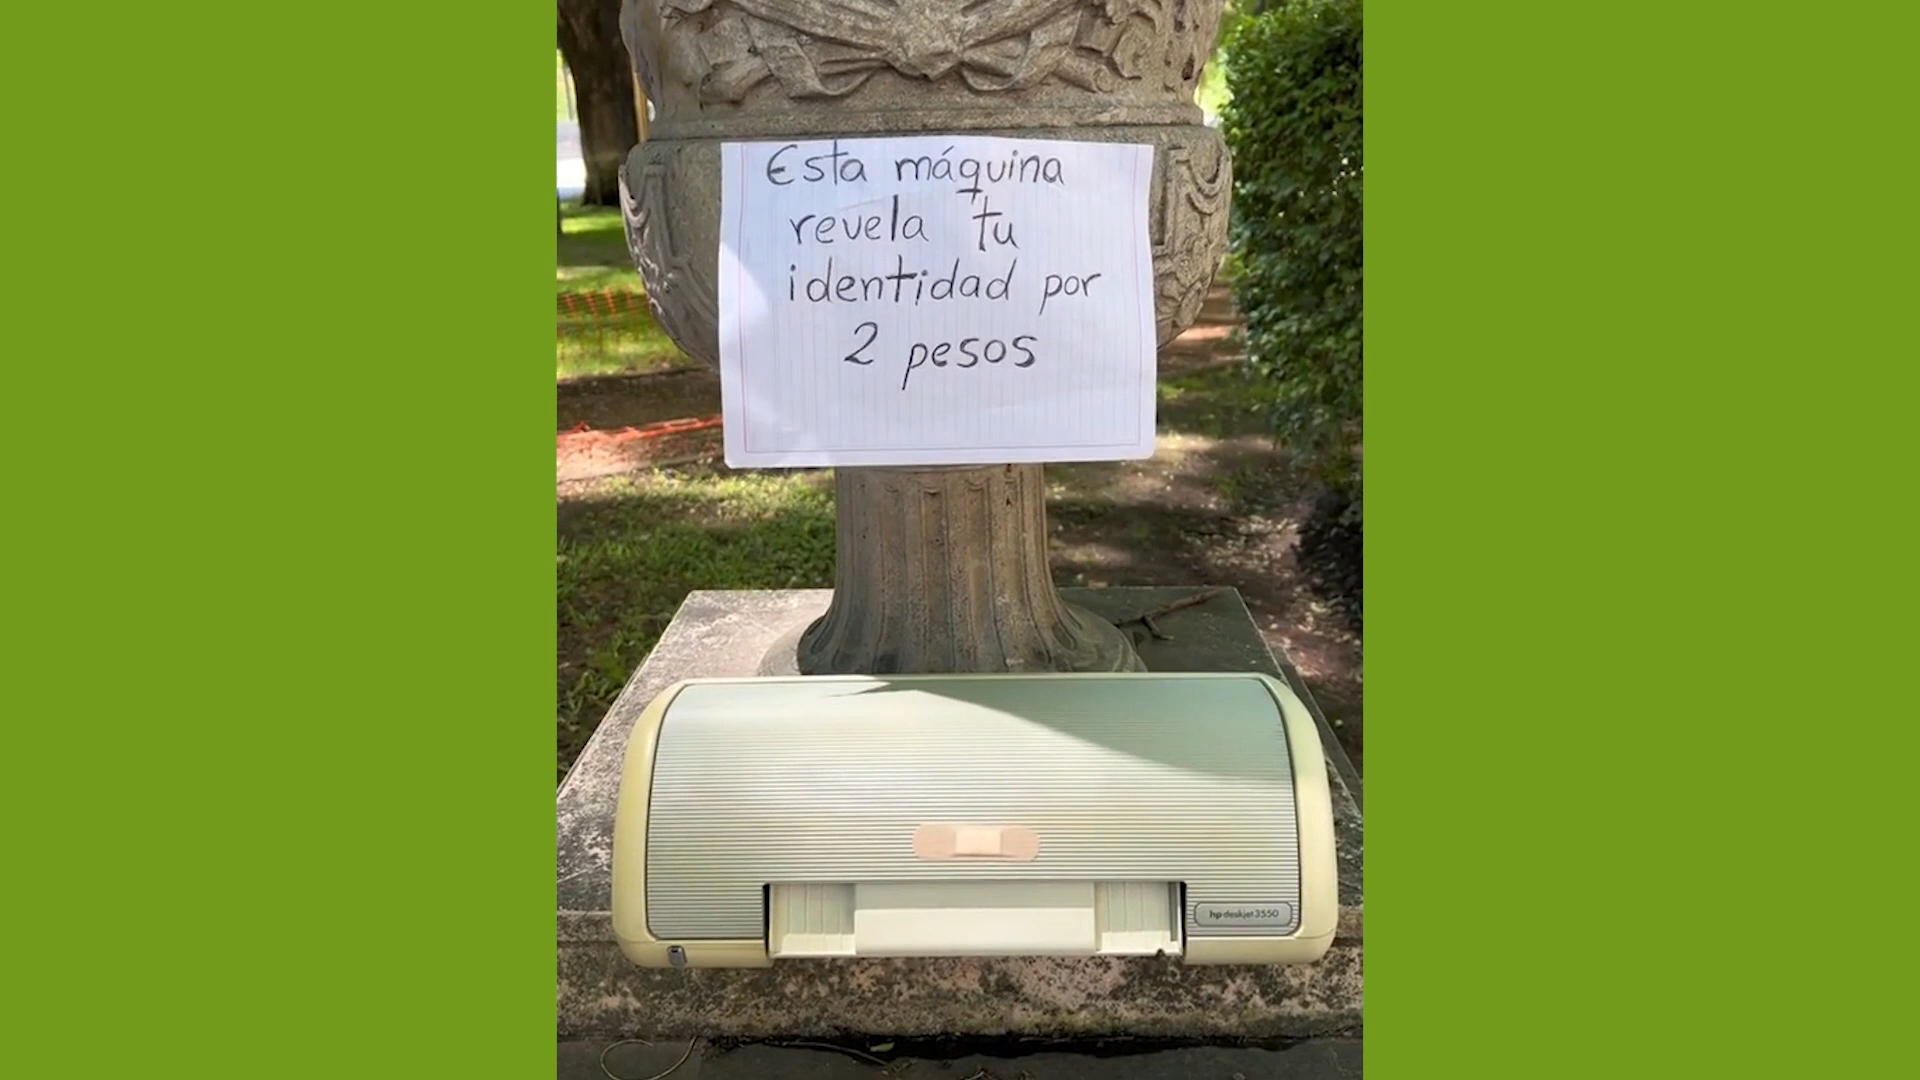 Esta máquina
revela tu
identidad por
2 pesos
hp deskjet 3550